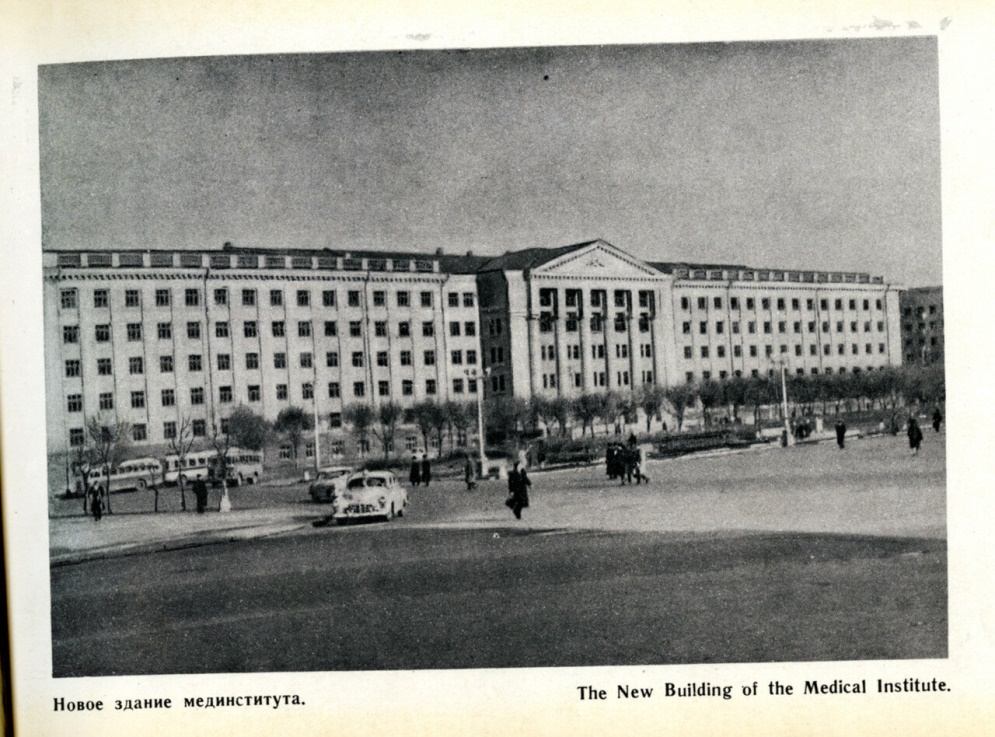 Новое здание мединститута.
The New Building of the Medical Institute.